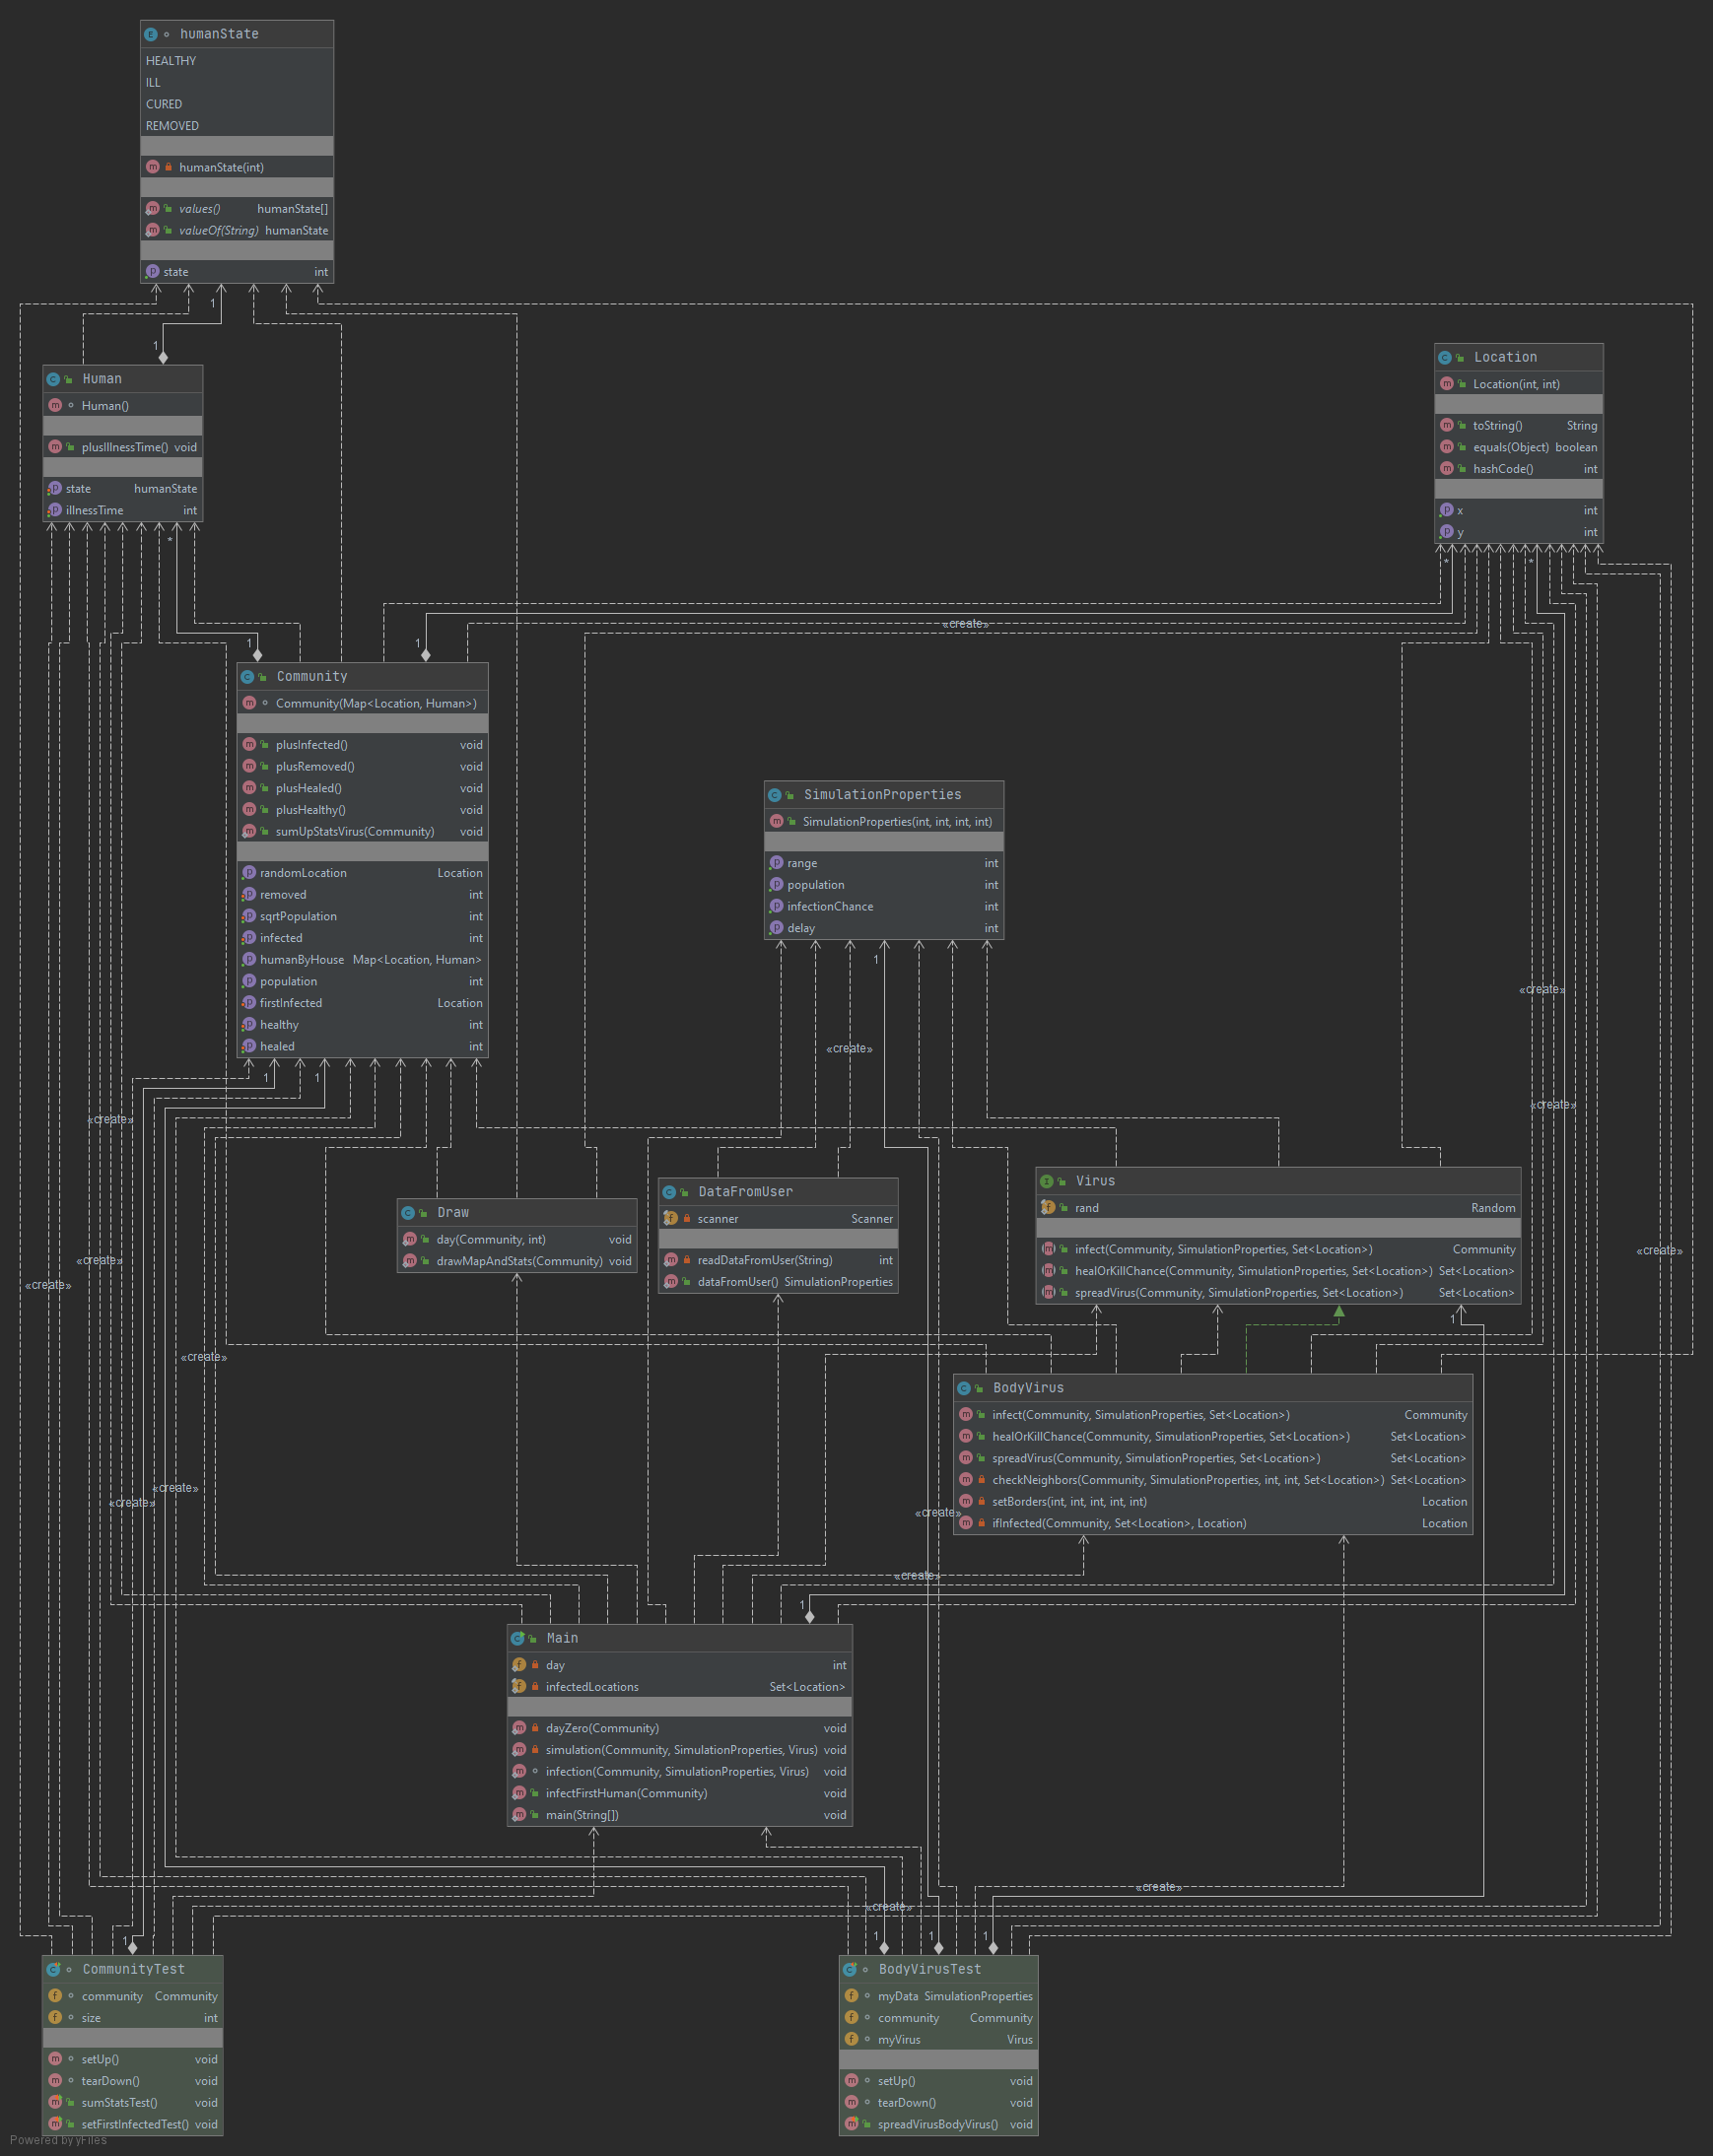 humanState
HEALTHY
ILL
CURED
REMOVED
humanState(int)
values() humanState[]
valueOf(String) humanState
state int
1
1
Human
Human()
plusIllnessTime() void
state humanState
illnessTime int
*
Location
Location(int, int)
toString() String
equals(Object) boolean
hashCode() int
x int
y int
* *
«create»
1 1
Community
Community(Map<Location, Human>)
plusInfected() void
plusRemoved() void
plusHealed() void
plusHealthy() void
sumUpStatsVirus(Community) void
randomLocation Location
removed int
sqrtPopulation int
infected int
humanByHouse Map<Location, Human>
population int
firstInfected Location
healthy int
healed int
1 1
SimulationProperties
SimulationProperties(int, int, int, int)
range int
population int
infectionChance int
delay int
1
«create»
«create»
«create»
«create»
Draw
day(Community, int) void
drawMapAndStats(Community) void
DataFromUser
scanner Scanner
readDataFromUser(String) int
dataFromUser() SimulationProperties
Virus
rand Random
infect(Community, SimulationProperties, Set<Location>) Community
healOrKillChance(Community, SimulationProperties, Set<Location>) Set<Location>
spreadVirus(Community, SimulationProperties, Set<Location>) Set<Location>
1
«create»
«create»
«create»
«create»
BodyVirus
infect(Community, SimulationProperties, Set<Location>) Community
healOrKillChance(Community, SimulationProperties, Set<Location>) Set<Location>
spreadVirus(Community, SimulationProperties, Set<Location>) Set<Location>
checkNeighbors(Community, SimulationProperties, int, int, Set<Location>) Set<Location>
setBorders(int, int, int, int, int) Location
ifInfected(Community, Set<Location>, Location) Location
«create»
«create»
«create»
«create»
1
Main
day int
infectedLocations Set<Location>
dayZero(Community) void
simulation(Community, SimulationProperties, Virus) void
infection(Community, SimulationProperties, Virus) void
infectFirstHuman(Community) void
main(String[]) void
«create»
«create»
1
1 1 1
CommunityTest
community Community
size int
setUp() void
tearDown() void
sumStatsTest() void
setFirstInfectedTest() void
BodyVirusTest
myData SimulationProperties
community Community
myVirus Virus
setUp() void
tearDown() void
spreadVirusBodyVirus() void
Powered by yFiles